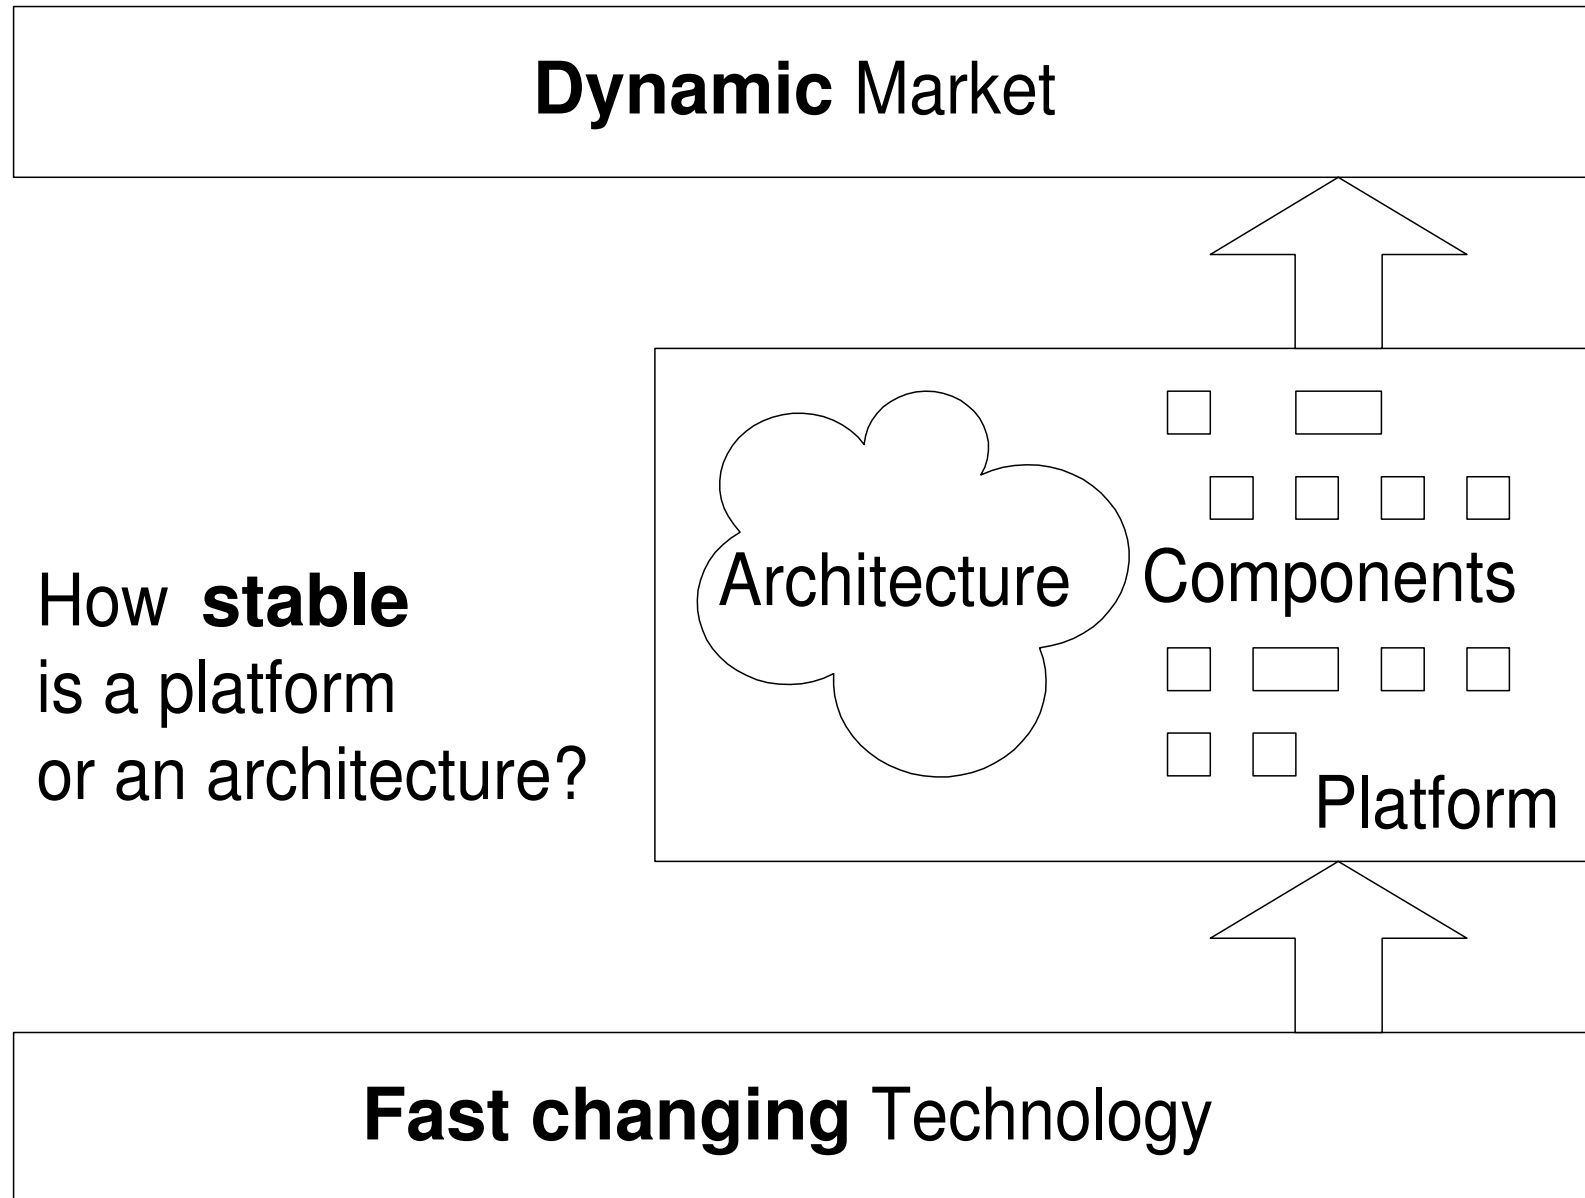 Dynamic Market
How stable
is a platform
or an architecture?
Architecture
Components
Platform
Fast changing Technology